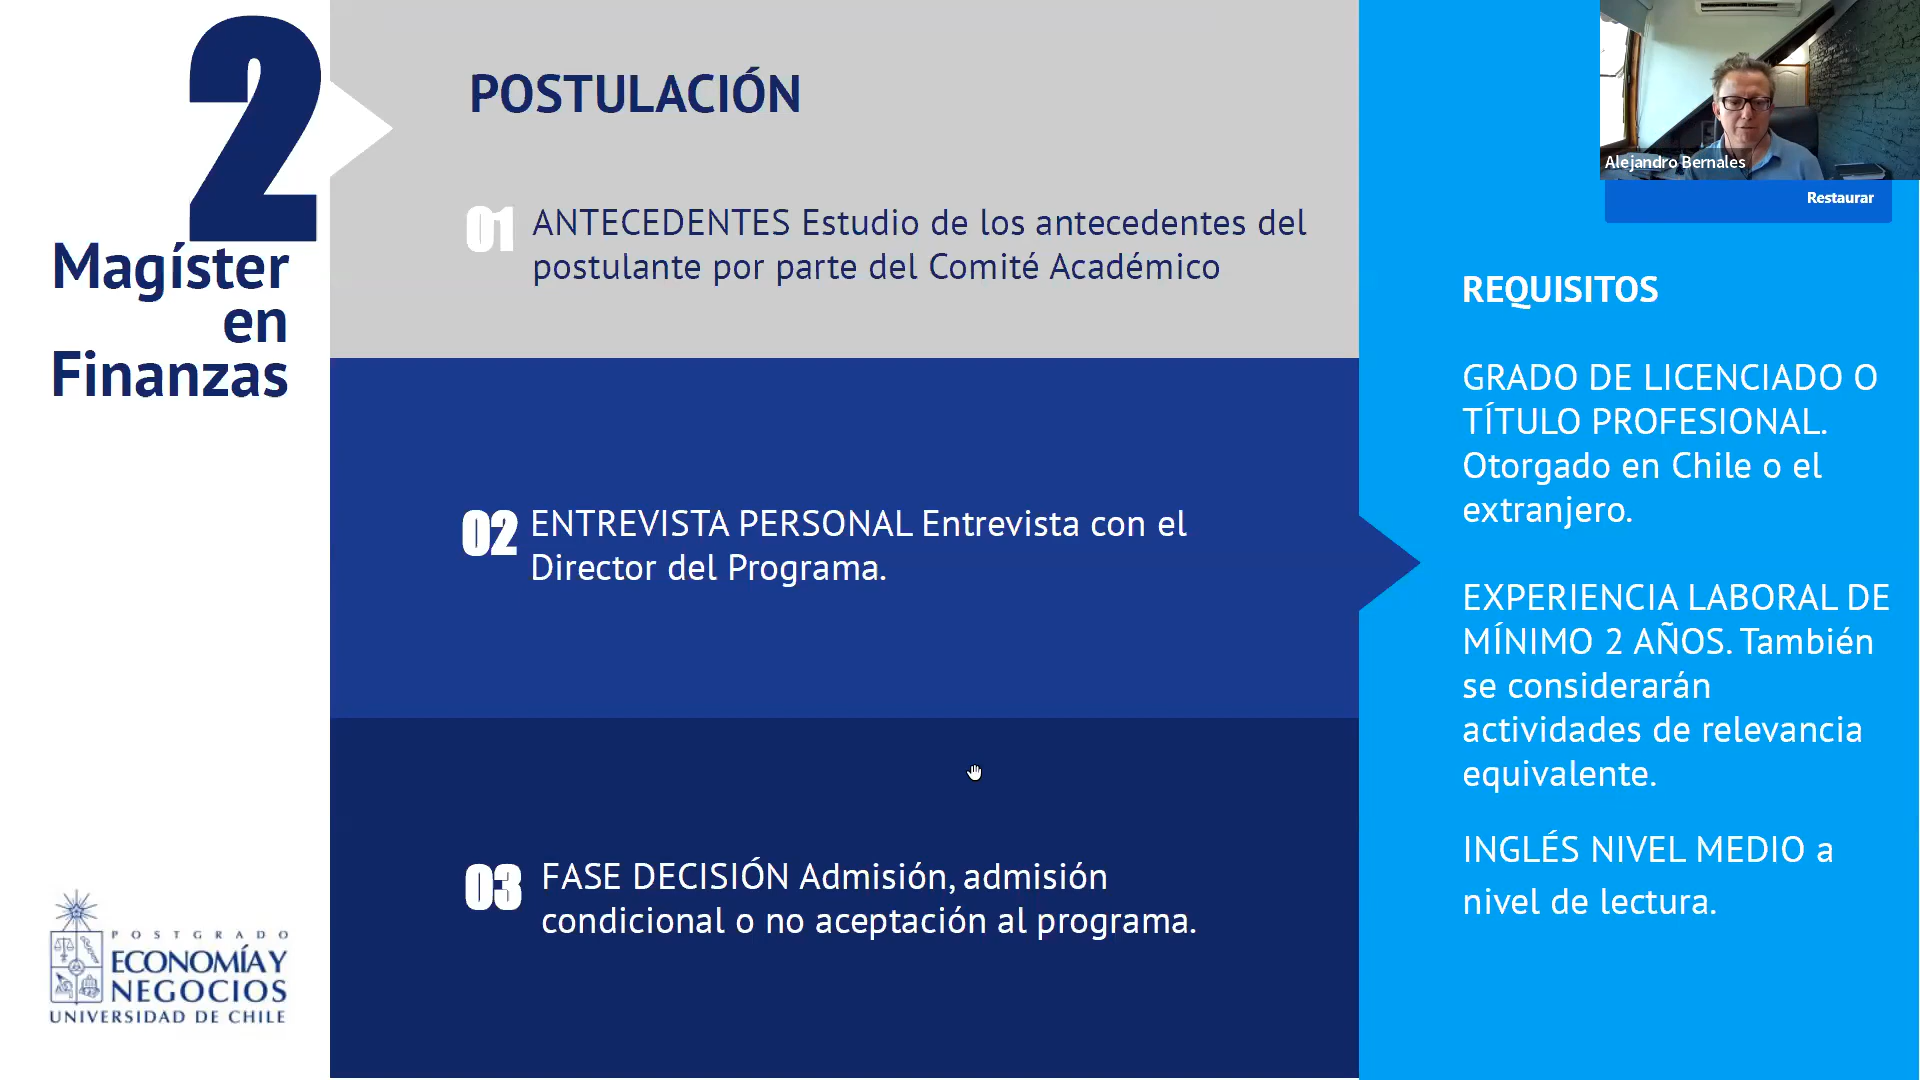 2
Magíster
en
Finanzas
POSTGRADO
ECONOMÍA Y
NEGOCIOS
UNIVERSIDAD DE CHILE
POSTULACIÓN
01 ANTECEDENTES Estudio de los antecedentes del
postulante por parte del Comité Académico
02 ENTREVISTA PERSONAL Entrevista con el
Director del Programa.
03 FASE DECISIÓN Admisión, admisión
condicional o no aceptación al programa.
Alejandro Bernales
Restaurar
REQUISITOS
GRADO DE LICENCIADO O
TÍTULO PROFESIONAL.
Otorgado en Chile o el
extranjero.
EXPERIENCIA LABORAL DE
MÍNIMO 2 AÑOS. También
se considerarán
actividades de relevancia
equivalente.
INGLÉS NIVEL MEDIO a
nivel de lectura.